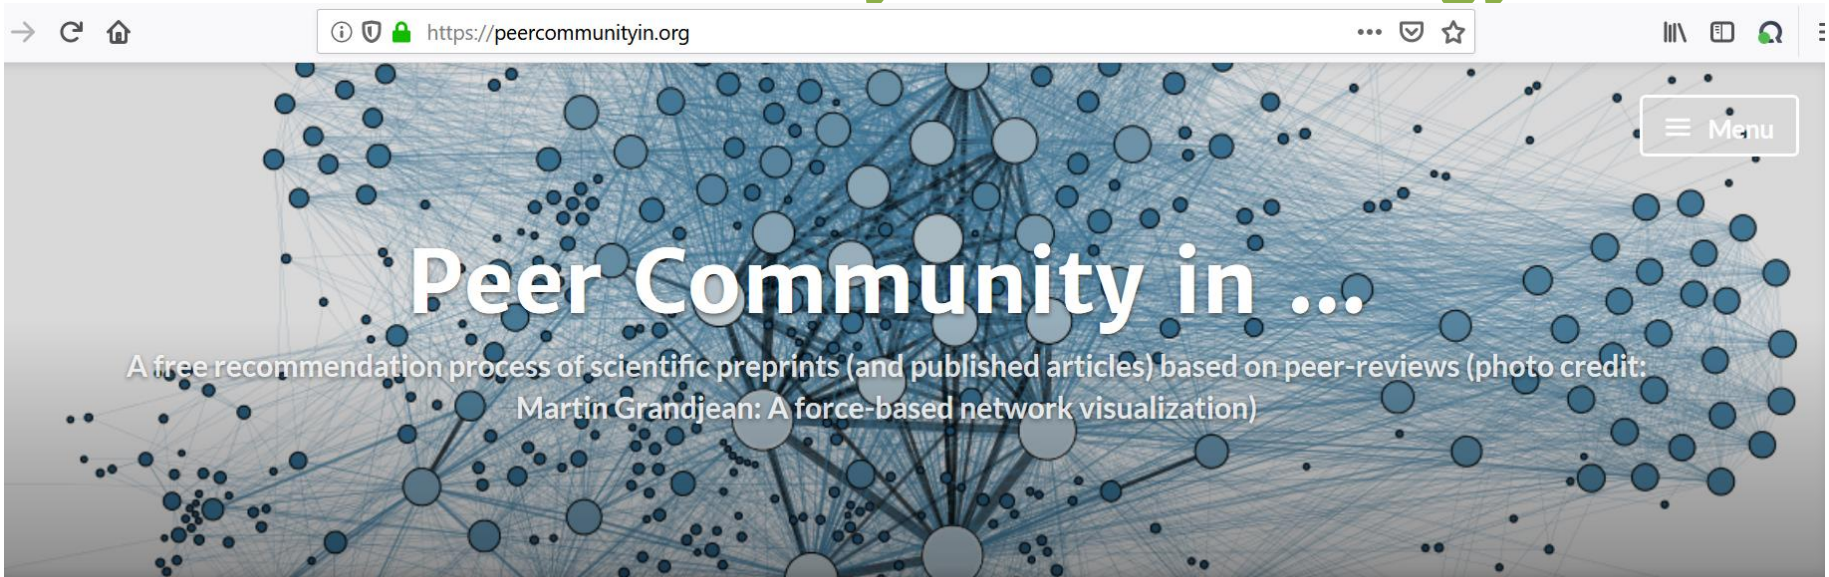 https://peercommunityin.org
Menu
Peer Community in ...
A free recommendation process of scientific preprints (and published articles) based on peer-reviews (photo credit:
Martin Grandjean: A force-based network visualization)